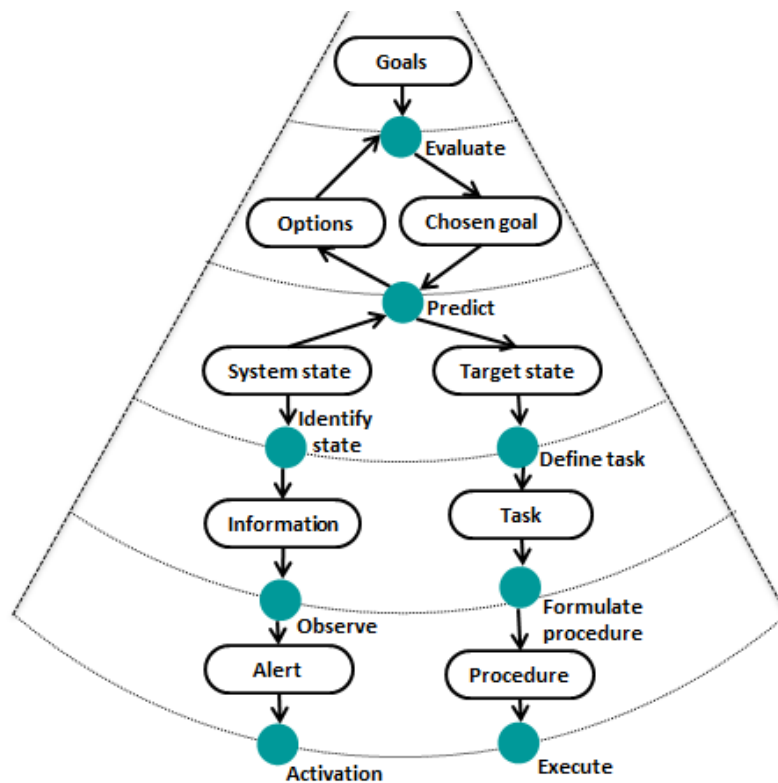 Goals
Evaluate
Options
Chosen goal
Predict
System state
Target state
Identify
state
Define task
Information
Task
Observe
Formulate
procedure
Alert
Procedure
Activation
Execute